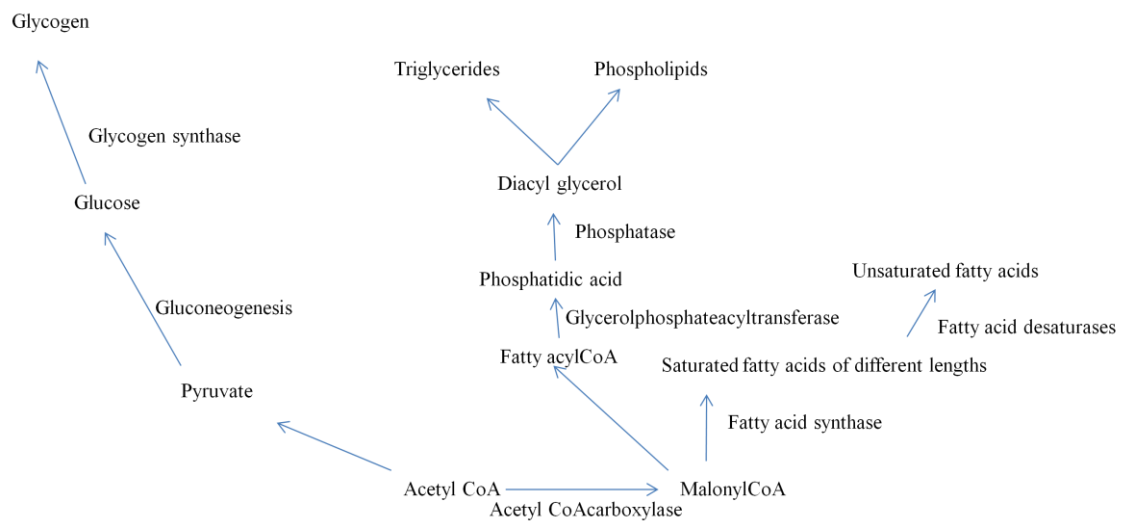 Glycogen
Triglycerides
Phospholipids
Glycogen synthase
Diacyl glycerol
Glucose
Phosphatase
Unsaturated fatty acids
Phosphatidic acid
Gluconeogenesis
Glycerolphosphateacyltransferase
Fatty acid desaturases
Fatty acylCoA
Saturated fatty acids of different lengths
Pyruvate
Fatty acid synthase
Acetyl CoA
MalonylCoA
Acetyl CoAcarboxylase